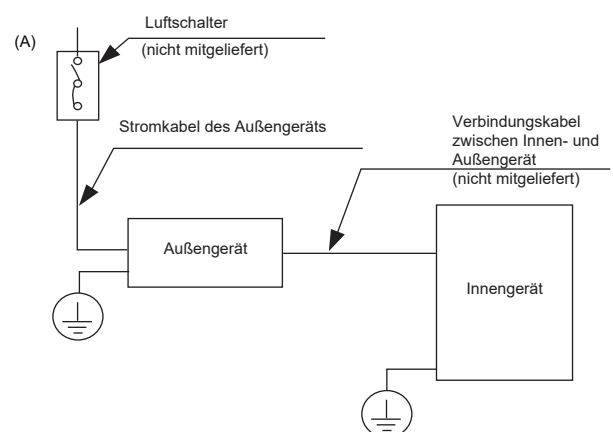 Luftschalter
(A)
(nicht mitgeliefert)
Stromkabel des Außengeräts
Verbindungskabel
zwischen Innen- und
Außengerät
(nicht mitgeliefert)
Außengerät
Innengerät